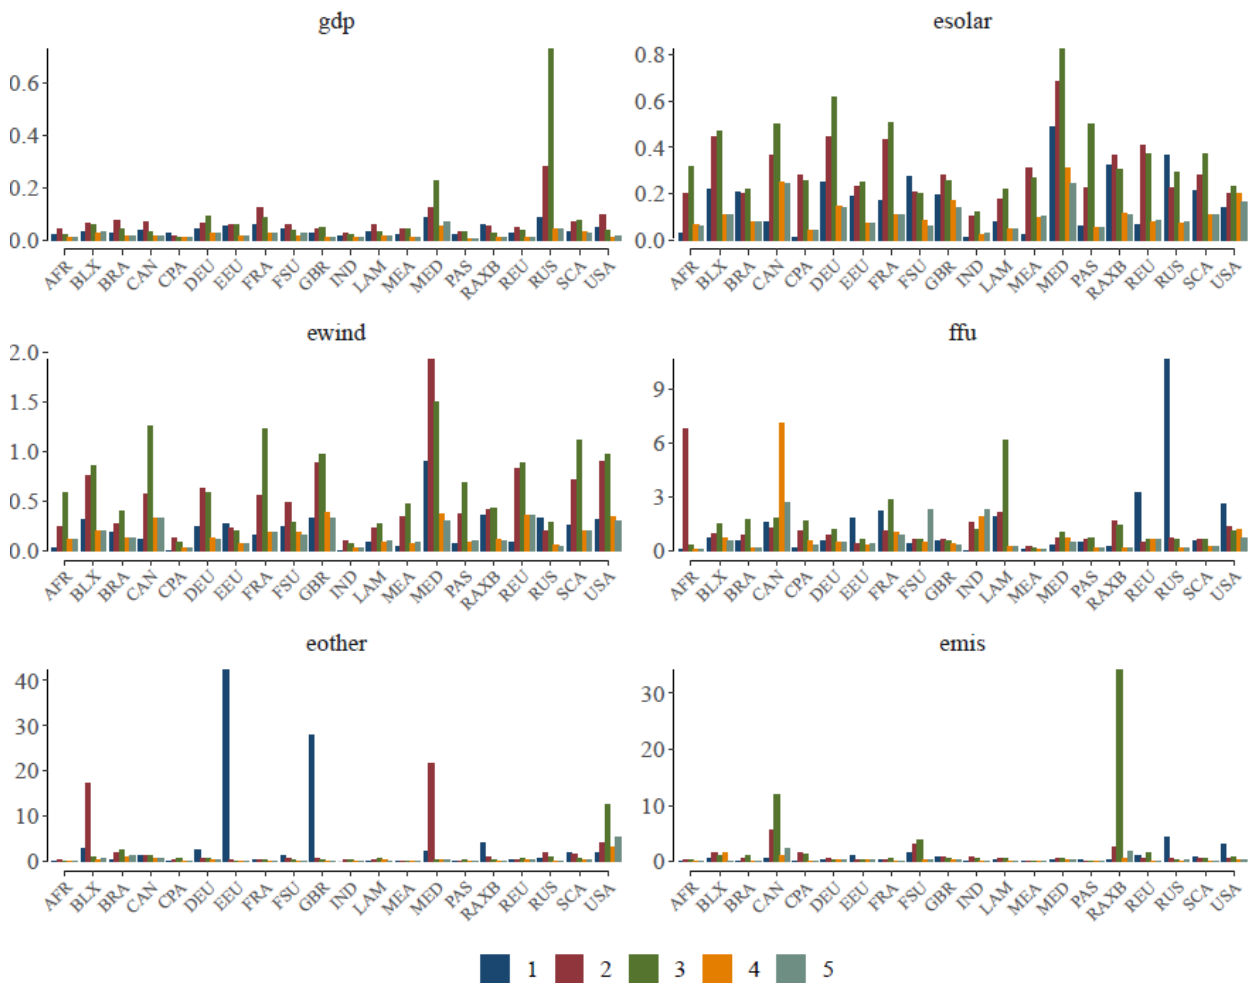 gdp
esolar
0.6
0.4
0.2
0.0
AFR BLX BRA CAN CPA DEU EEU FRA FSU GBR IND LAM MEA MED PAS RAXB REU RUS SCA USA
0.8
0.6
0.4
0.2
0.0
AFR BLX BRA CAN CPA DEU EEU FRA FSU GBR IND LAM MEA MED PAS RAXB REU RUS SCA USA
ewind
ffu
2.0
1.5
1.0
0.5
0.0
AFR BLX BRA CAN CPA DEU EEU FRA FSU GBR IND LAM MEA MED PAS RAXB REU RUS SCA USA
9
6
3
0
AFR BLX BRA CAN CPA DEU EEU FRA FSU GBR IND LAM MEA MED PAS RAXB REU RUS SCA USA
eother
emis
40
30
20
10
0
AFR BLX BRA CAN CPA DEU EEU FRA FSU GBR IND LAM MEA MED PAS RAXB REU RUS SCA USA
30
20
10
0
AFR BLX BRA CAN CPA DEU EEU FRA FSU GBR IND LAM MEA MED PAS RAXB REU RUS SCA USA
1 2 3 4 5